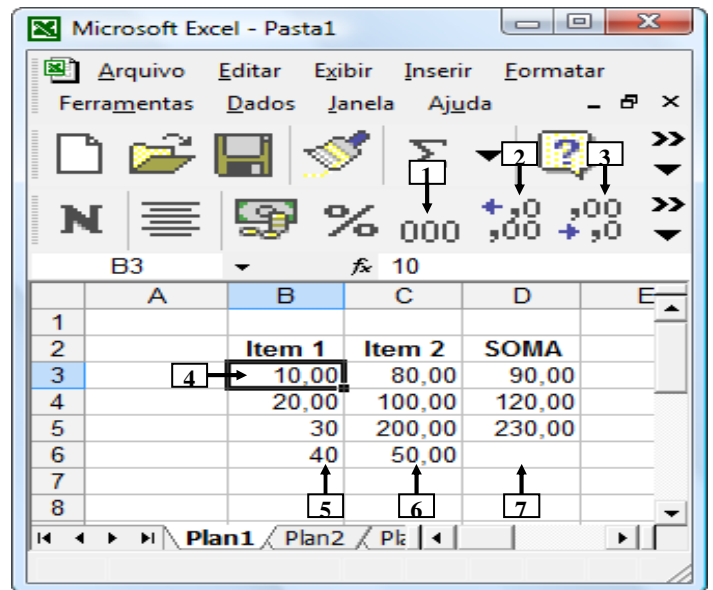 Microsoft Excel - Pasta1
Arquivo Editar Exibir Inserir Formatar
Ferramentas Dados Janela Ajuda
Σ ? >>
1 2 3
N % 000 ,0 ,00 ,00 ,0 >>
B3 fx 10
A B C D E
1
2 Item 1 Item 2 SOMA
3 4 10,00 80,00 90,00
4 20,00 100,00 120,00
5 30 200,00 230,00
6 40 50,00
7
8 5 6 7
Plan1 Plan2 Pla